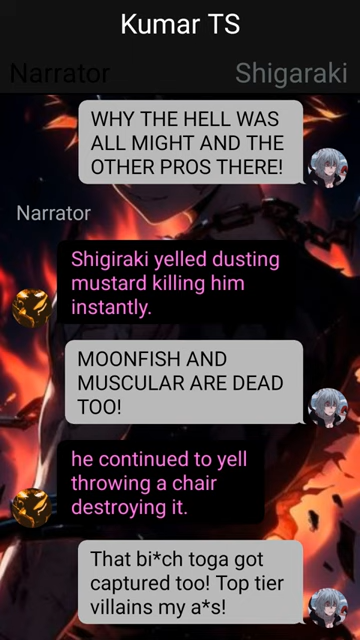 Kumar TS
Narrator
Shigaraki
WHY THE HELL WAS
ALL MIGHT AND THE
OTHER PROS THERE!
Narrator
Shigiraki yelled dusting
mustard killing him
instantly.
MOONFISH AND
MUSCULAR ARE DEAD
TOO!
he continued to yell
throwing a chair
destroying it.
That bi*ch toga got
captured too! Top tier
villains my a*s!